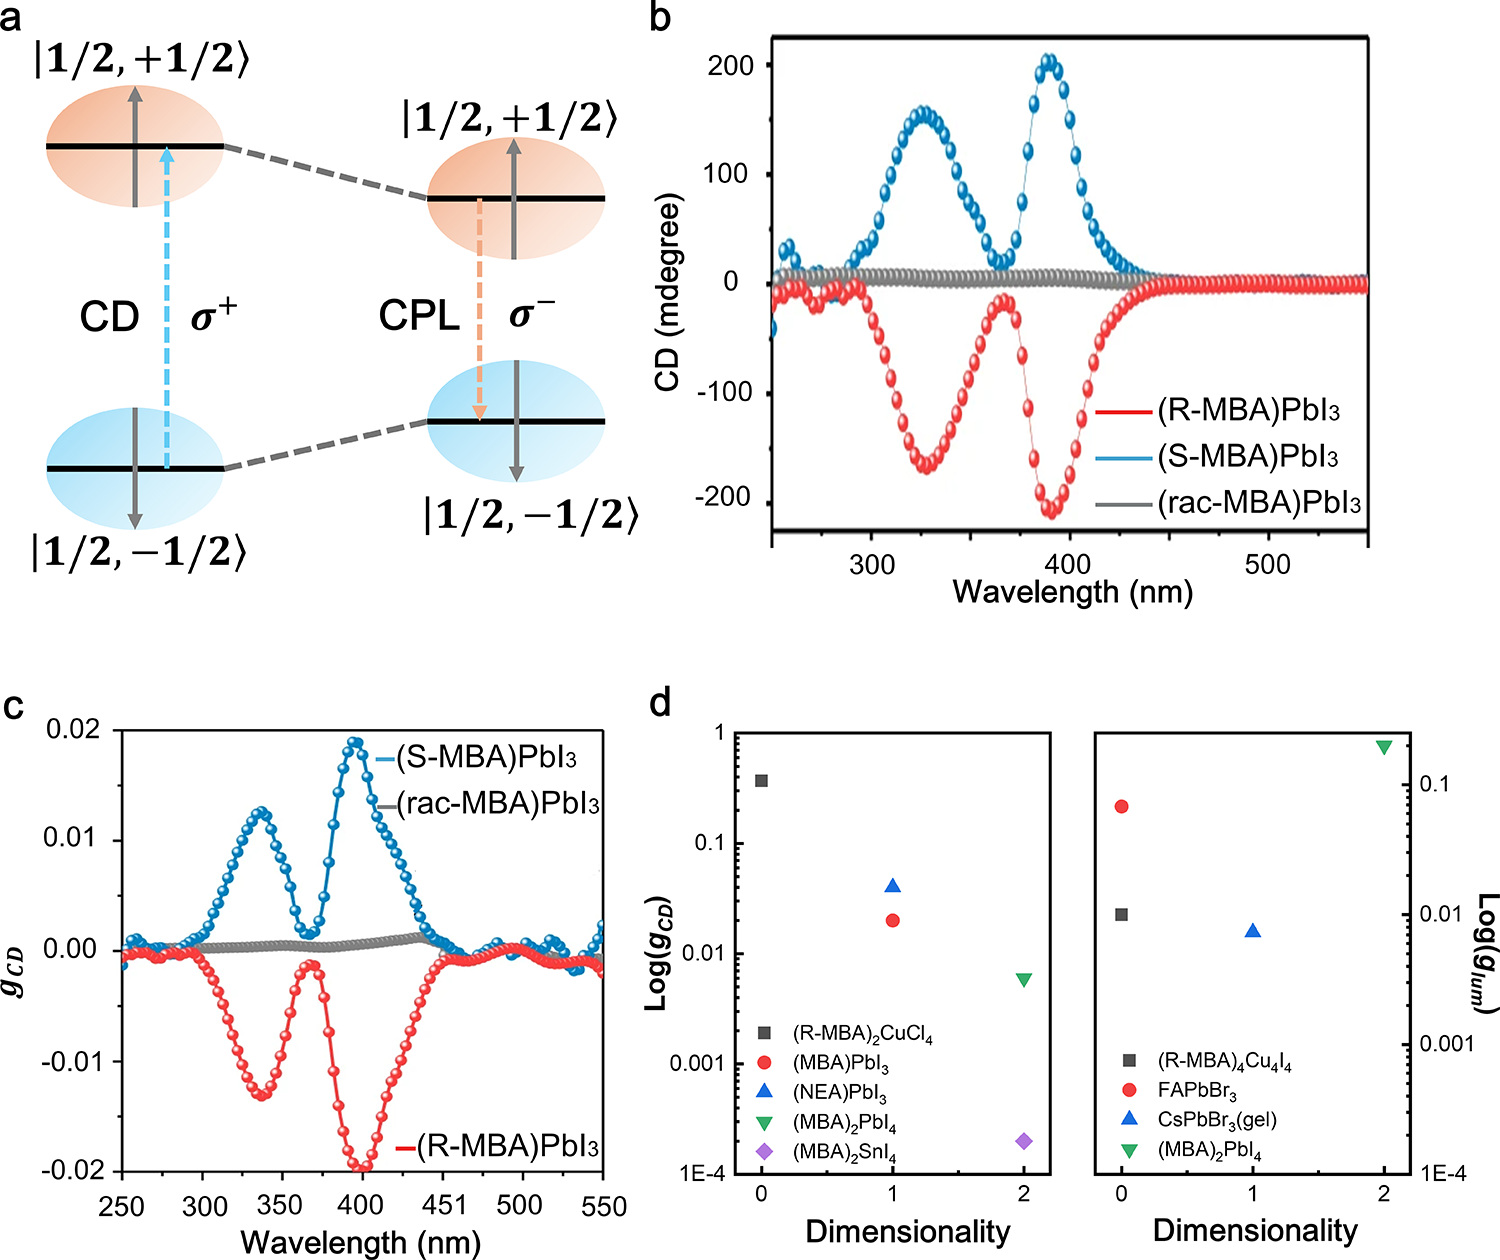 a
|1/2, +1/2⟩
|1/2, +1/2⟩
CD σ⁺
CPL σ⁻
|1/2, −1/2⟩
|1/2, −1/2⟩
b
200
100
0
-100
-200
CD (mdegree)
(R-MBA)PbI₃
(S-MBA)PbI₃
(rac-MBA)PbI₃
300 400 500
Wavelength (nm)
c
0.02
0.01
0.00
-0.01
-0.02
g_CD
(S-MBA)PbI₃
(rac-MBA)PbI₃
(R-MBA)PbI₃
250 300 350 400 451 500 550
Wavelength (nm)
d
1
0.1
0.01
0.001
1E-4
Log(g_CD)
(R-MBA)₂CuCl₄
(MBA)PbI₃
(NEA)PbI₃
(MBA)₂PbI₄
(MBA)₂SnI₄
0 1 2
Dimensionality
0.1
0.01
0.001
1E-4
Log(g_lum)
(R-MBA)₄Cu₄I₄
FAPbBr₃
CsPbBr₃(gel)
(MBA)₂PbI₄
0 1 2
Dimensionality